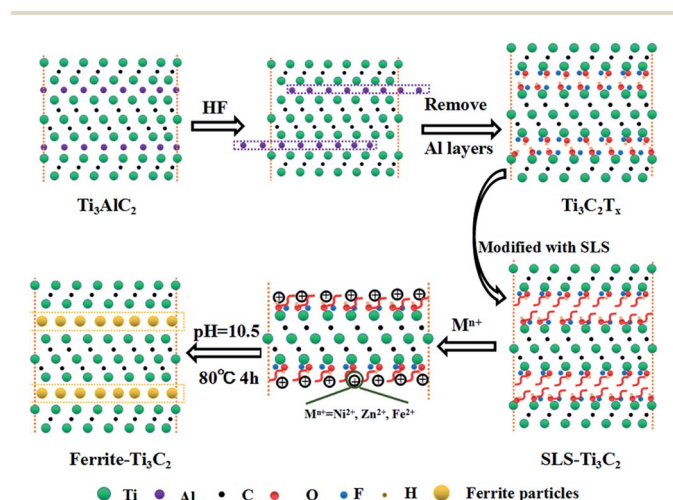 HF
Remove
Al layers
Ti₃AlC₂
Ti₃C₂Tₓ
Modified with SLS
pH=10.5
80℃ 4h
Mⁿ⁺
Mⁿ⁺=Ni²⁺, Zn²⁺, Fe²⁺
Ferrite-Ti₃C₂
SLS-Ti₃C₂
Ti Al C O F H Ferrite particles